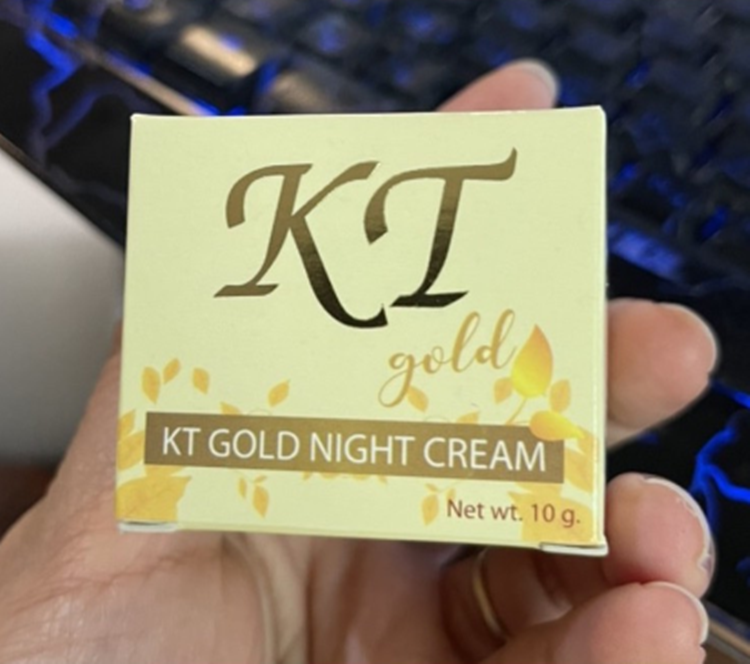 KT
gold
KT GOLD NIGHT CREAM
Net wt. 10 g.